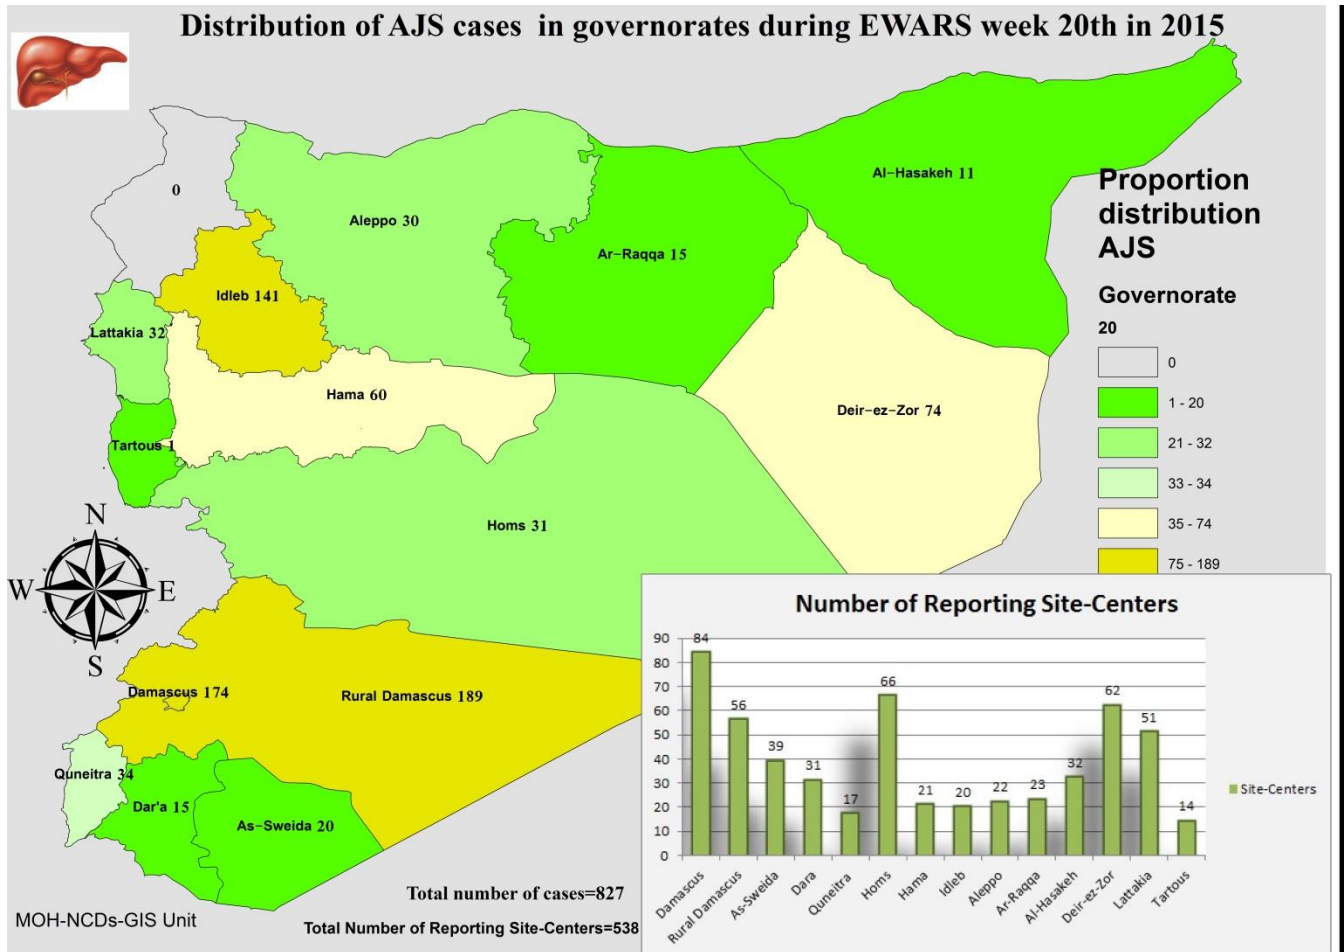 Distribution of AJS cases in governorates during EWARS week 20th in 2015
0
Aleppo 30
Al-Hasakeh 11
Ar-Raqqa 15
Idleb 141
Lattakia 32
Hama 60
Deir-ez-Zor 74
Tartous 1
Homs 31
Damascus 174
Rural Damascus 189
Quneitra 34
Dar'a 15
As-Sweida 20
N
W
E
S
Proportion
distribution
AJS
Governorate
20
0
1 - 20
21 - 32
33 - 34
35 - 74
75 - 189
Number of Reporting Site-Centers
90
80
70
60
50
40
30
20
10
0
84
56
39
31
17
66
21
20
22
23
32
62
51
14
Damascus
Rural Damascus
As-Sweida
Dara
Quneitra
Homs
Hama
Idleb
Aleppo
Ar-Raqqa
Al-Hasakeh
Deir-ez-Zor
Lattakia
Tartous
Site-Centers
Total number of cases=827
Total Number of Reporting Site-Centers=538
MOH-NCDs-GIS Unit